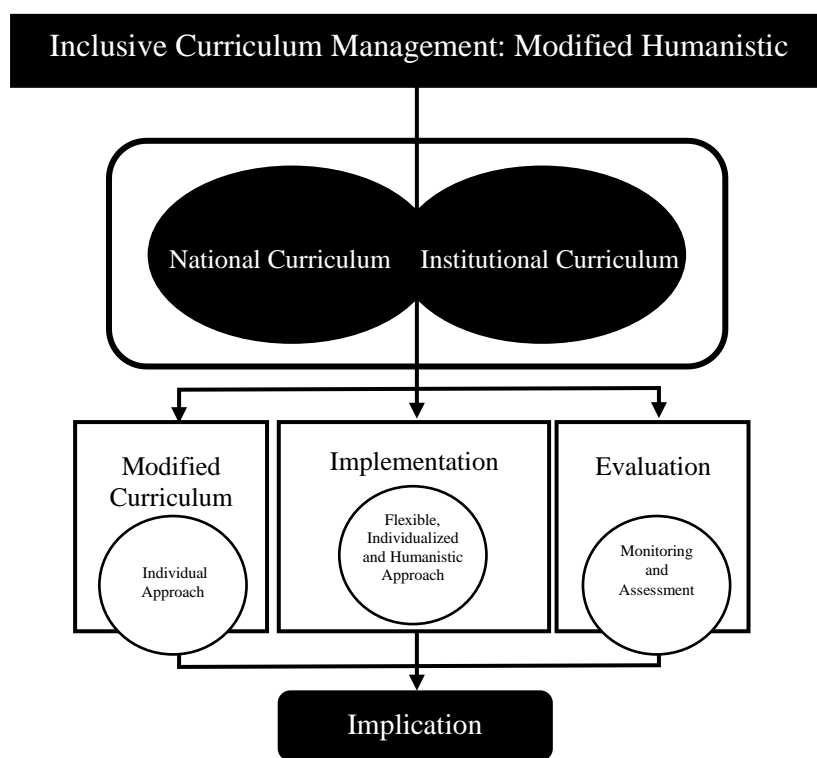 Inclusive Curriculum Management: Modified Humanistic
National Curriculum
Institutional Curriculum
Modified
Curriculum
Individual
Approach
Implementation
Flexible,
Individualized
and Humanistic
Approach
Evaluation
Monitoring
and
Assessment
Implication